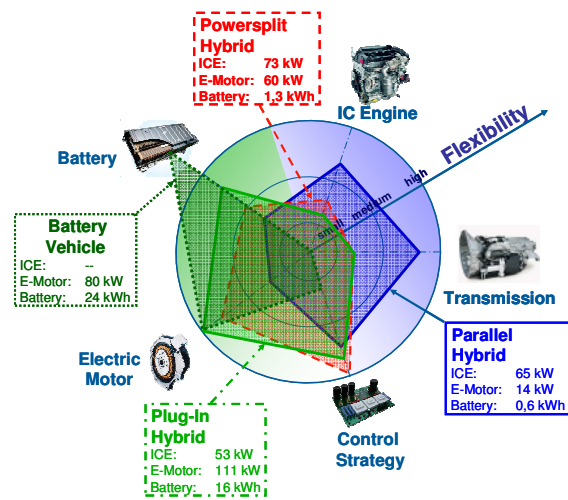 Powersplit
Hybrid
ICE: 73 kW
E-Motor: 60 kW
Battery: 1,3 kWh
IC Engine
Flexibility
Battery
small medium high
Battery
Vehicle
ICE: --
E-Motor: 80 kW
Battery: 24 kWh
Transmission
Electric
Motor
Parallel
Hybrid
ICE: 65 kW
E-Motor: 14 kW
Battery: 0,6 kWh
Plug-In
Hybrid
ICE: 53 kW
E-Motor: 111 kW
Battery: 16 kWh
Control
Strategy